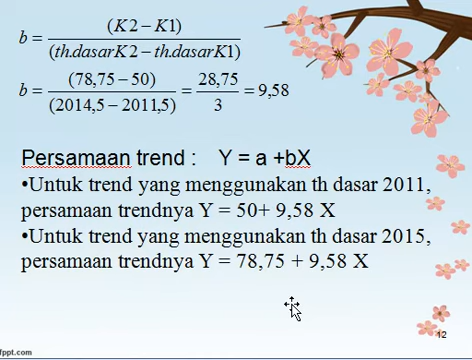 b = (K2 – K1) / (th.dasarK2 – th.dasarK1)
b = (78,75 – 50) / (2014,5 – 2011,5) = 28,75 / 3 = 9,58
Persamaan trend : Y = a +bX
•Untuk trend yang menggunakan th dasar 2011,
persamaan trendnya Y = 50+ 9,58 X
•Untuk trend yang menggunakan th dasar 2015,
persamaan trendnya Y = 78,75 + 9,58 X
12
fppt.com